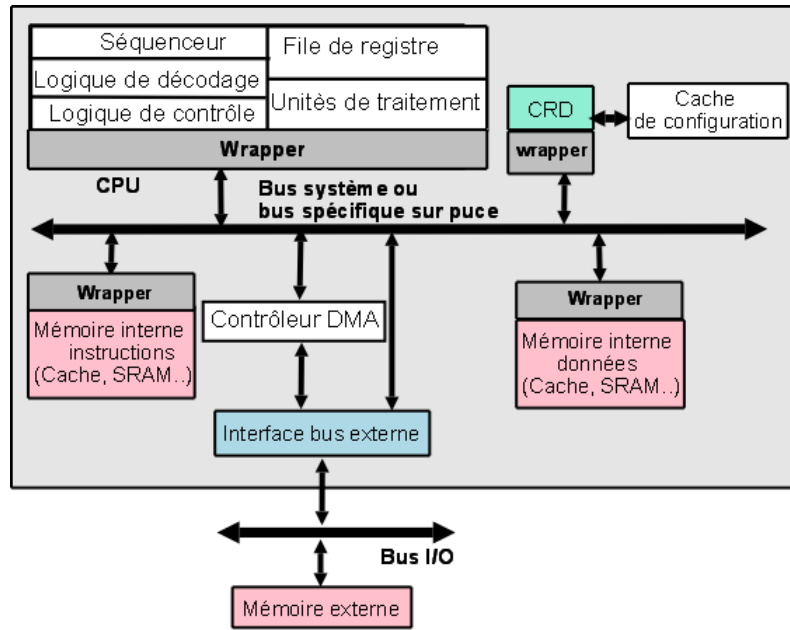 Séquenceur
File de registre
Logique de décodage
Unitès de traitement
Logique de contrôle
Wrapper
CPU
CRD
wrapper
Cache
de configuration
Bus système ou
bus spécifique sur puce
Wrapper
Mémoire interne
instructions
(Cache, SRAM..)
Contrôleur DMA
Wrapper
Mémoire interne
données
(Cache, SRAM..)
Interface bus externe
Bus I/O
Mémoire externe